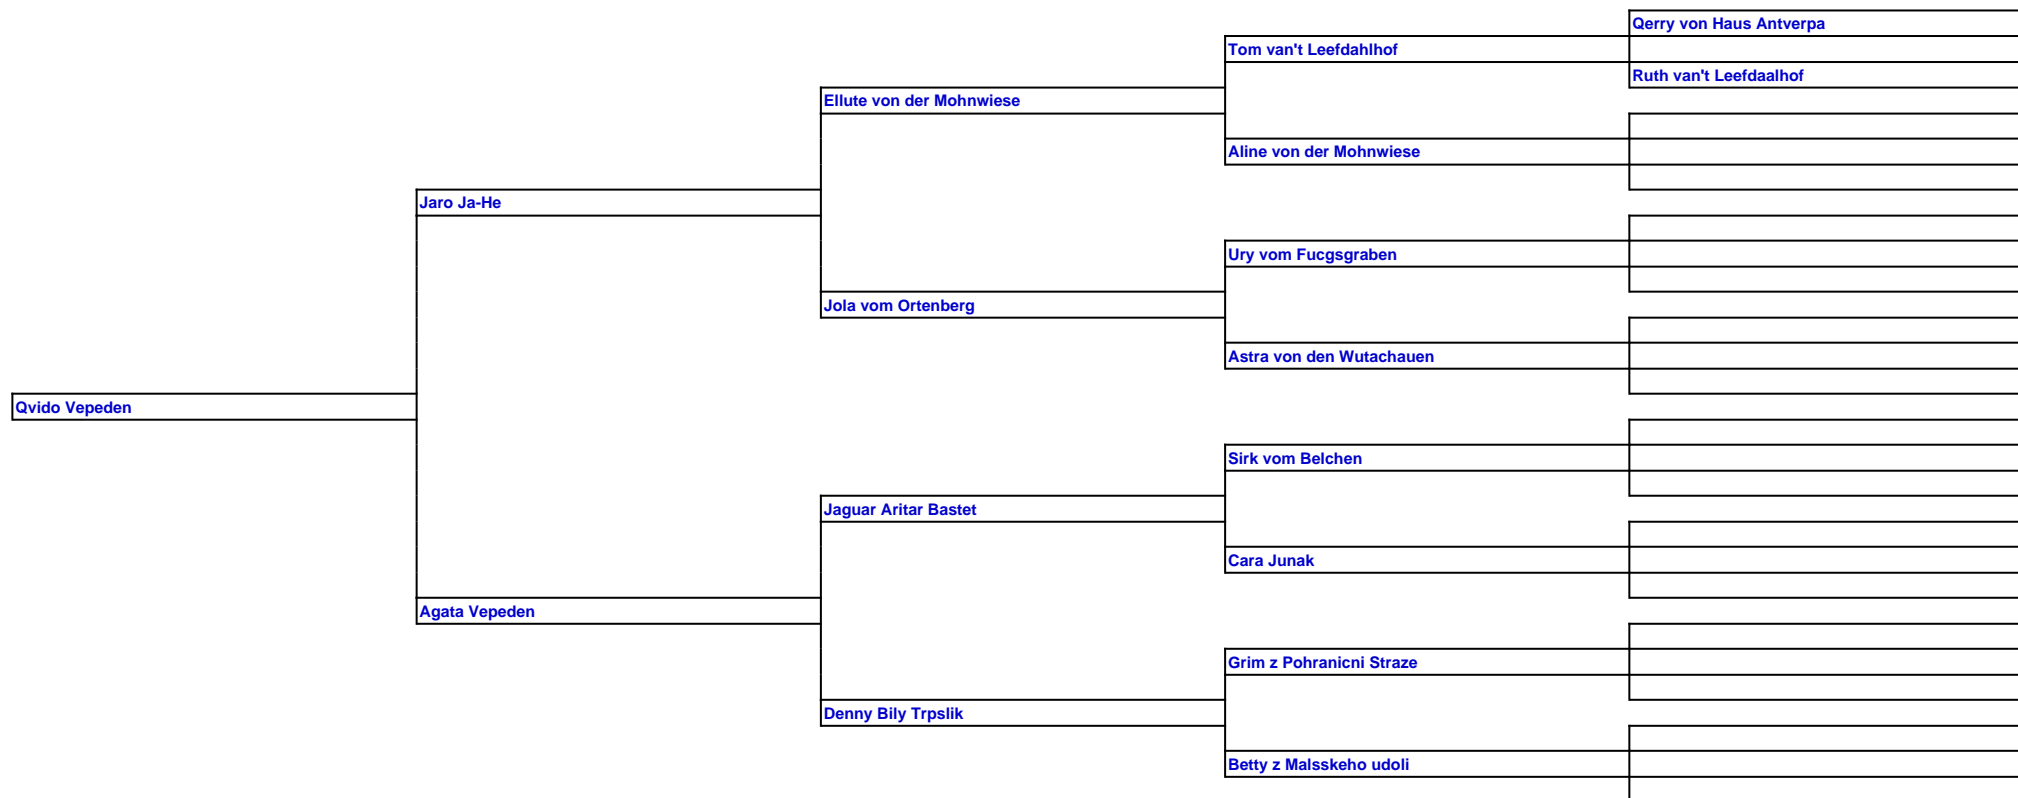 Qerry von Haus Antverpa
Tom van't Leefdahlhof
Ruth van't Leefdaalhof
Ellute von der Mohnwiese
Aline von der Mohnwiese
Jaro Ja-He
Ury vom Fucgsgraben
Jola vom Ortenberg
Astra von den Wutachauen
Qvido Vepeden
Sirk vom Belchen
Jaguar Aritar Bastet
Cara Junak
Agata Vepeden
Grim z Pohranicni Straze
Denny Bily Trpslik
Betty z Malsskeho udoli